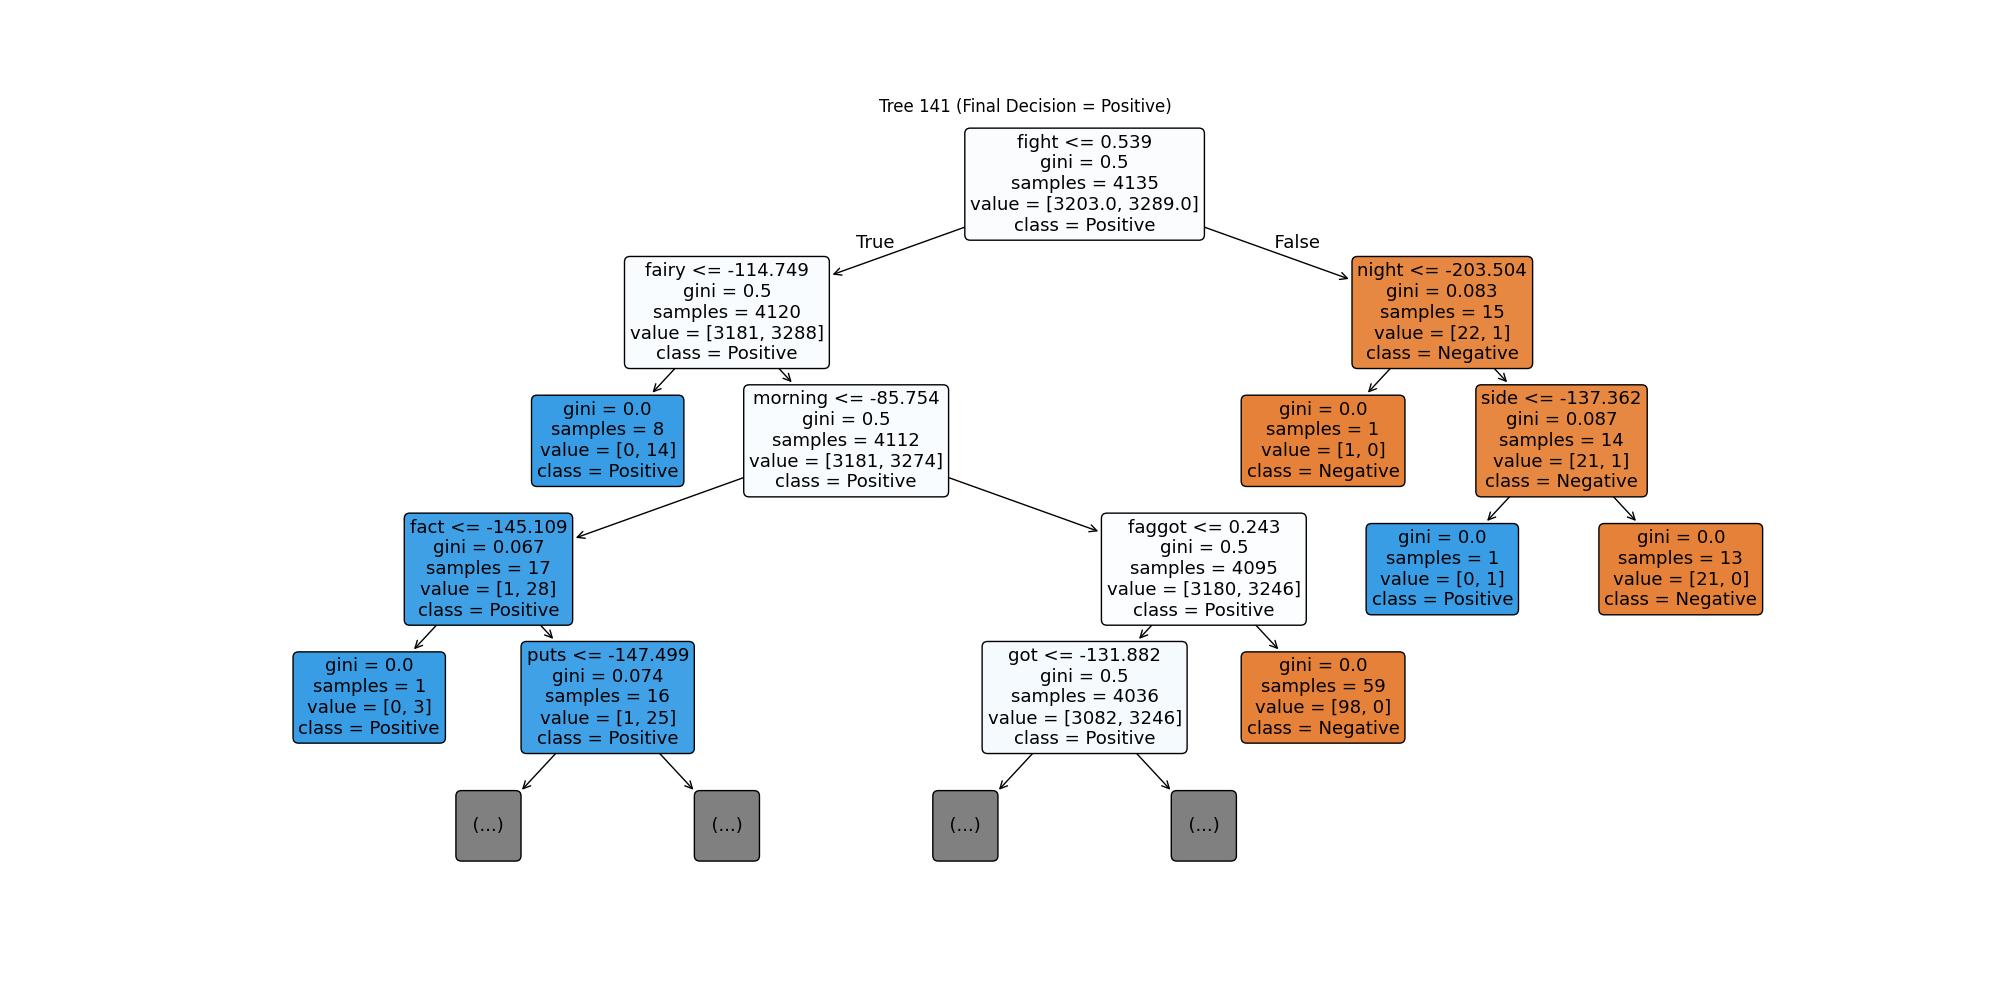 Tree 141 (Final Decision = Positive)
fight <= 0.539
gini = 0.5
samples = 4135
value = [3203.0, 3289.0]
class = Positive
True
False
fairy <= -114.749
gini = 0.5
samples = 4120
value = [3181, 3288]
class = Positive
night <= -203.504
gini = 0.083
samples = 15
value = [22, 1]
class = Negative
gini = 0.0
samples = 8
value = [0, 14]
class = Positive
morning <= -85.754
gini = 0.5
samples = 4112
value = [3181, 3274]
class = Positive
gini = 0.0
samples = 1
value = [1, 0]
class = Negative
side <= -137.362
gini = 0.087
samples = 14
value = [21, 1]
class = Negative
fact <= -145.109
gini = 0.067
samples = 17
value = [1, 28]
class = Positive
faggot <= 0.243
gini = 0.5
samples = 4095
value = [3180, 3246]
class = Positive
gini = 0.0
samples = 1
value = [0, 1]
class = Positive
gini = 0.0
samples = 13
value = [21, 0]
class = Negative
gini = 0.0
samples = 1
value = [0, 3]
class = Positive
puts <= -147.499
gini = 0.074
samples = 16
value = [1, 25]
class = Positive
got <= -131.882
gini = 0.5
samples = 4036
value = [3082, 3246]
class = Positive
gini = 0.0
samples = 59
value = [98, 0]
class = Negative
(...)
(...)
(...)
(...)